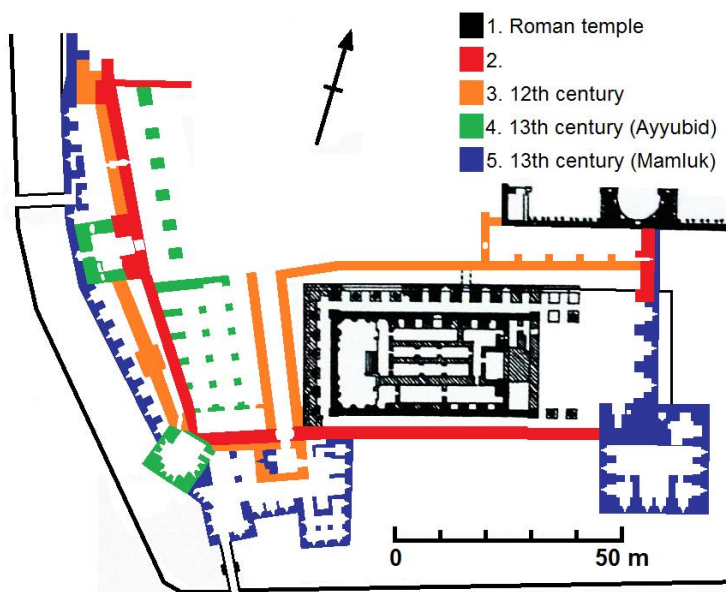 1. Roman temple
2.
3. 12th century
4. 13th century (Ayyubid)
5. 13th century (Mamluk)
0 50 m